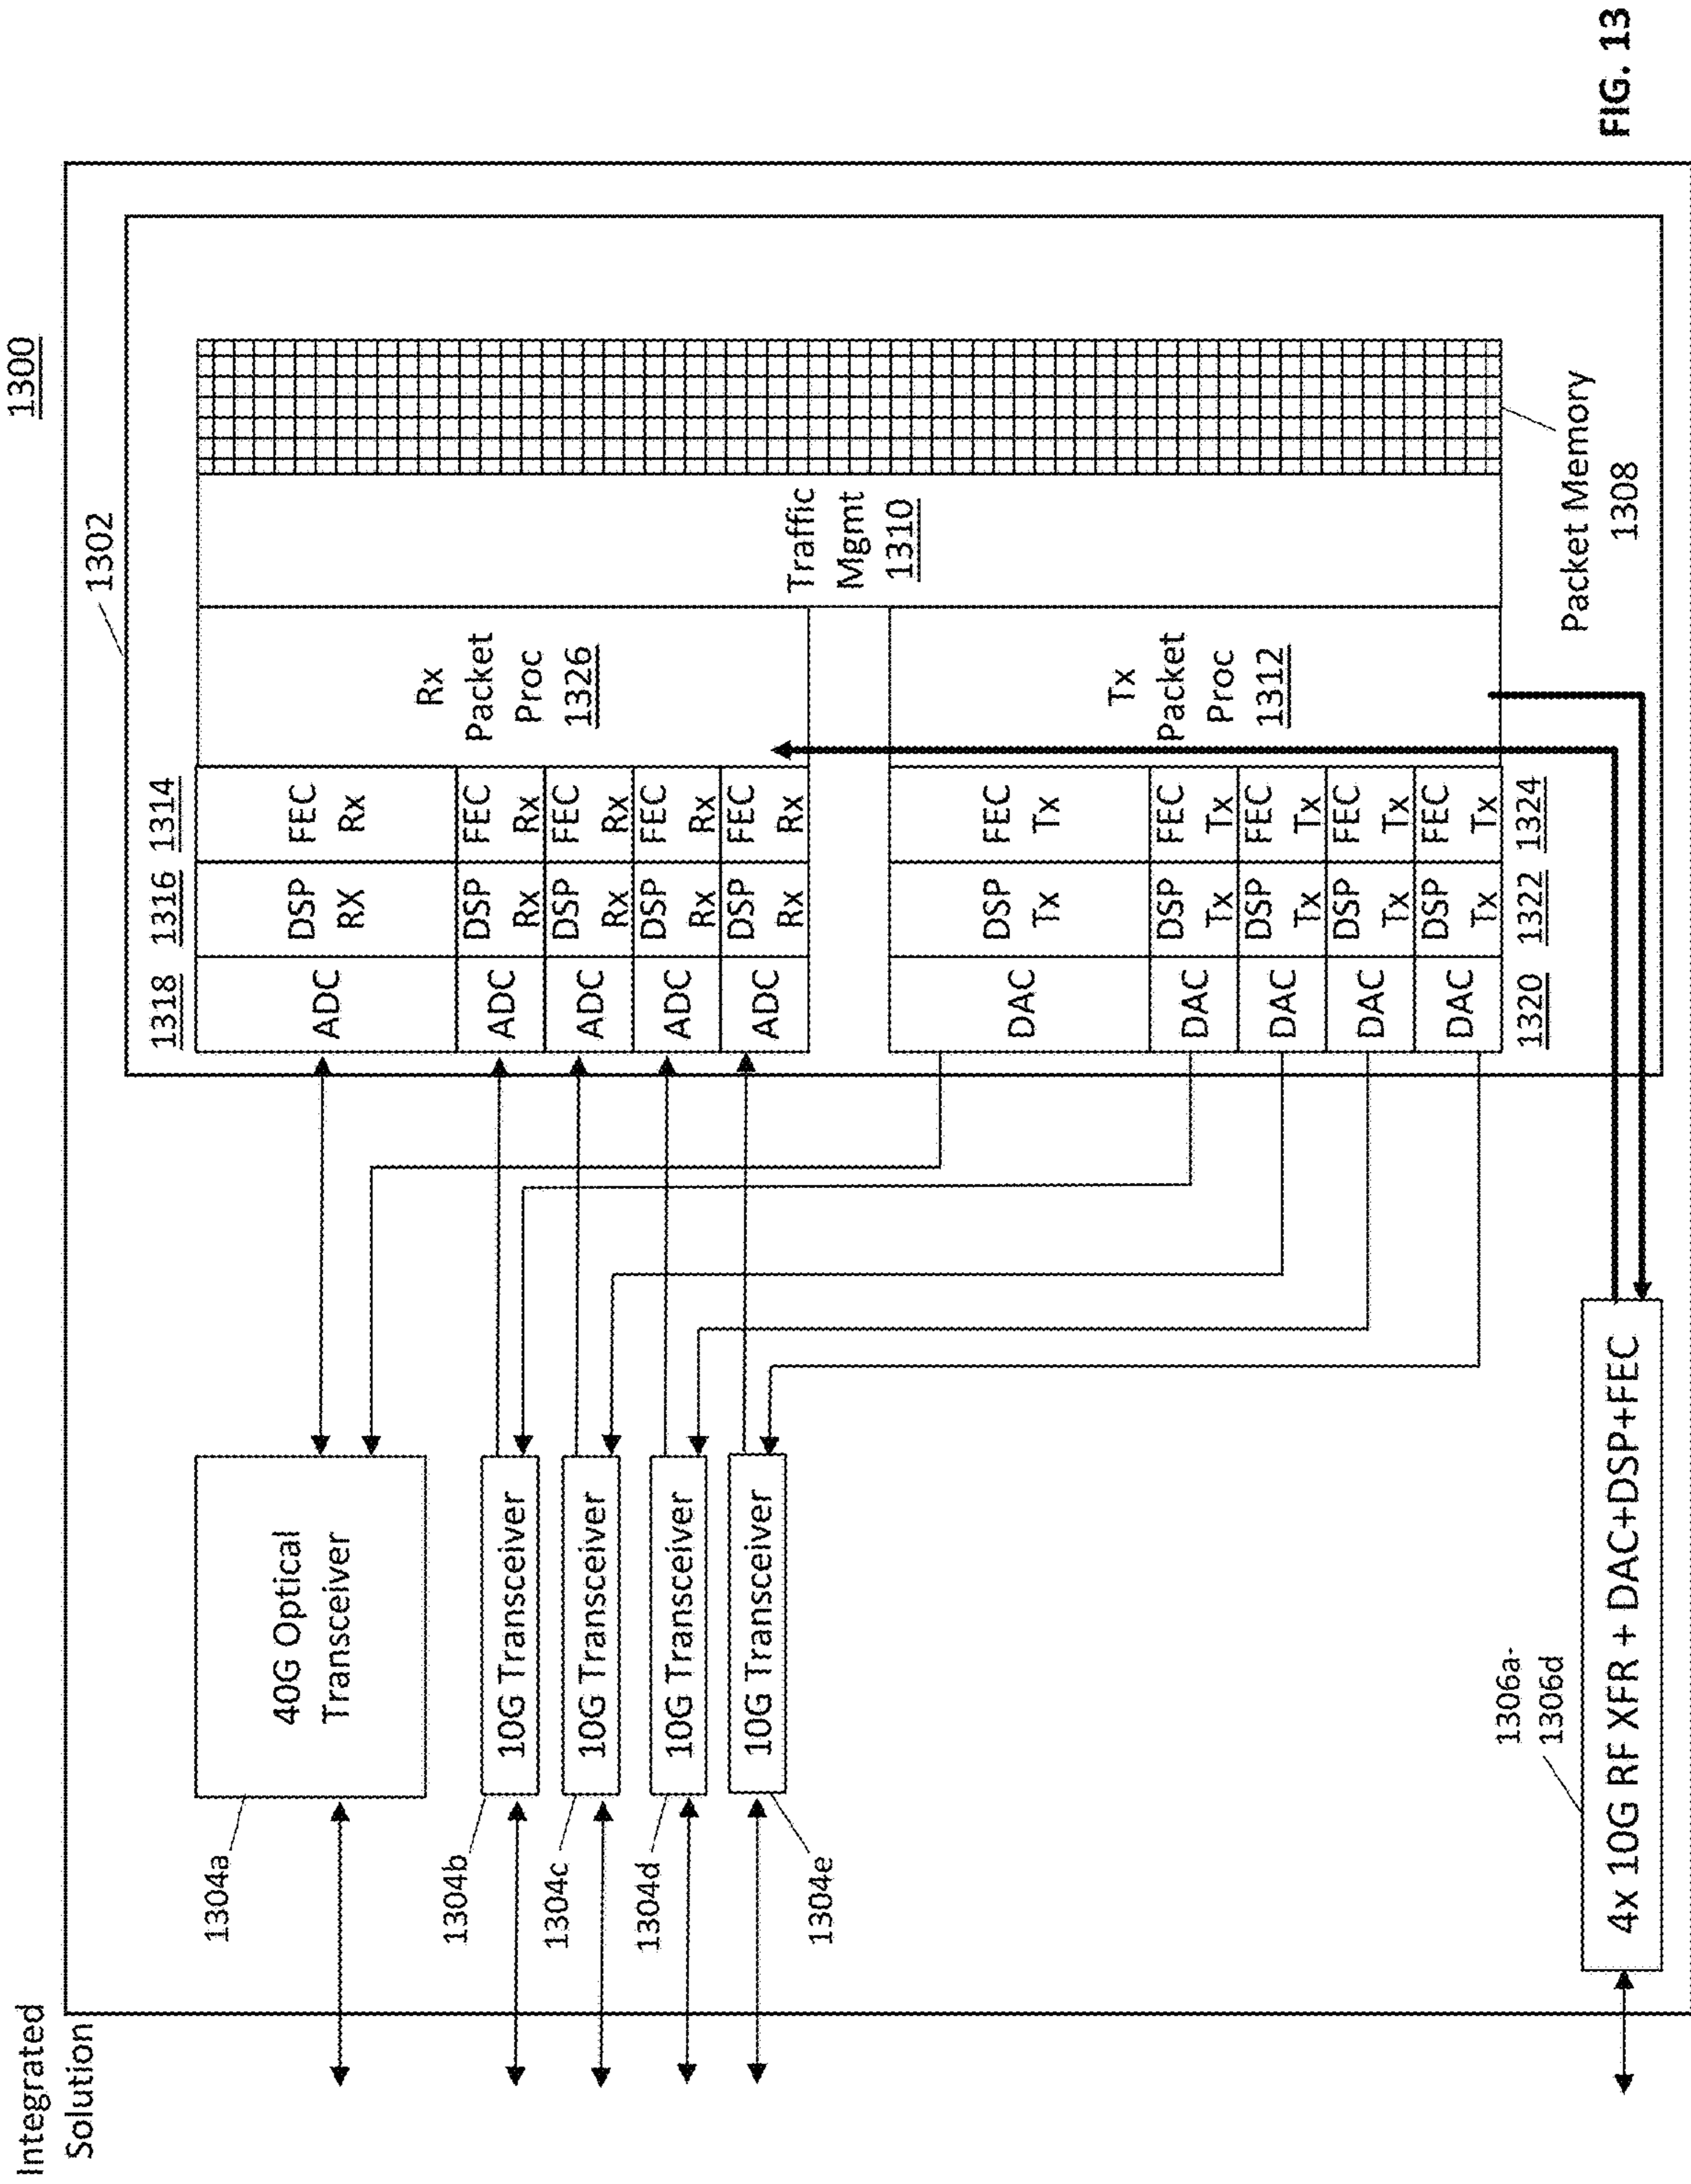 Integrated
Solution
1300
1302
1304a
40G Optical
Transceiver
1304b
10G Transceiver
1304c
10G Transceiver
1304d
10G Transceiver
1304e
10G Transceiver
1318
1316
1314
ADC
DSP
RX
FEC
Rx
ADC
DSP
Rx
FEC
Rx
ADC
DSP
Rx
FEC
Rx
ADC
DSP
Rx
FEC
Rx
ADC
DSP
Rx
FEC
Rx
Rx
Packet
Proc
1326
Traffic
Mgmt
1310
DAC
DSP
Tx
FEC
Tx
DAC
DSP
Tx
FEC
Tx
DAC
DSP
Tx
FEC
Tx
DAC
DSP
Tx
FEC
Tx
DAC
DSP
Tx
FEC
Tx
1320
1322
1324
Tx
Packet
Proc
1312
Packet Memory
1308
1306a-
1306d
4x 10G RF XFR + DAC+DSP+FEC
FIG. 13